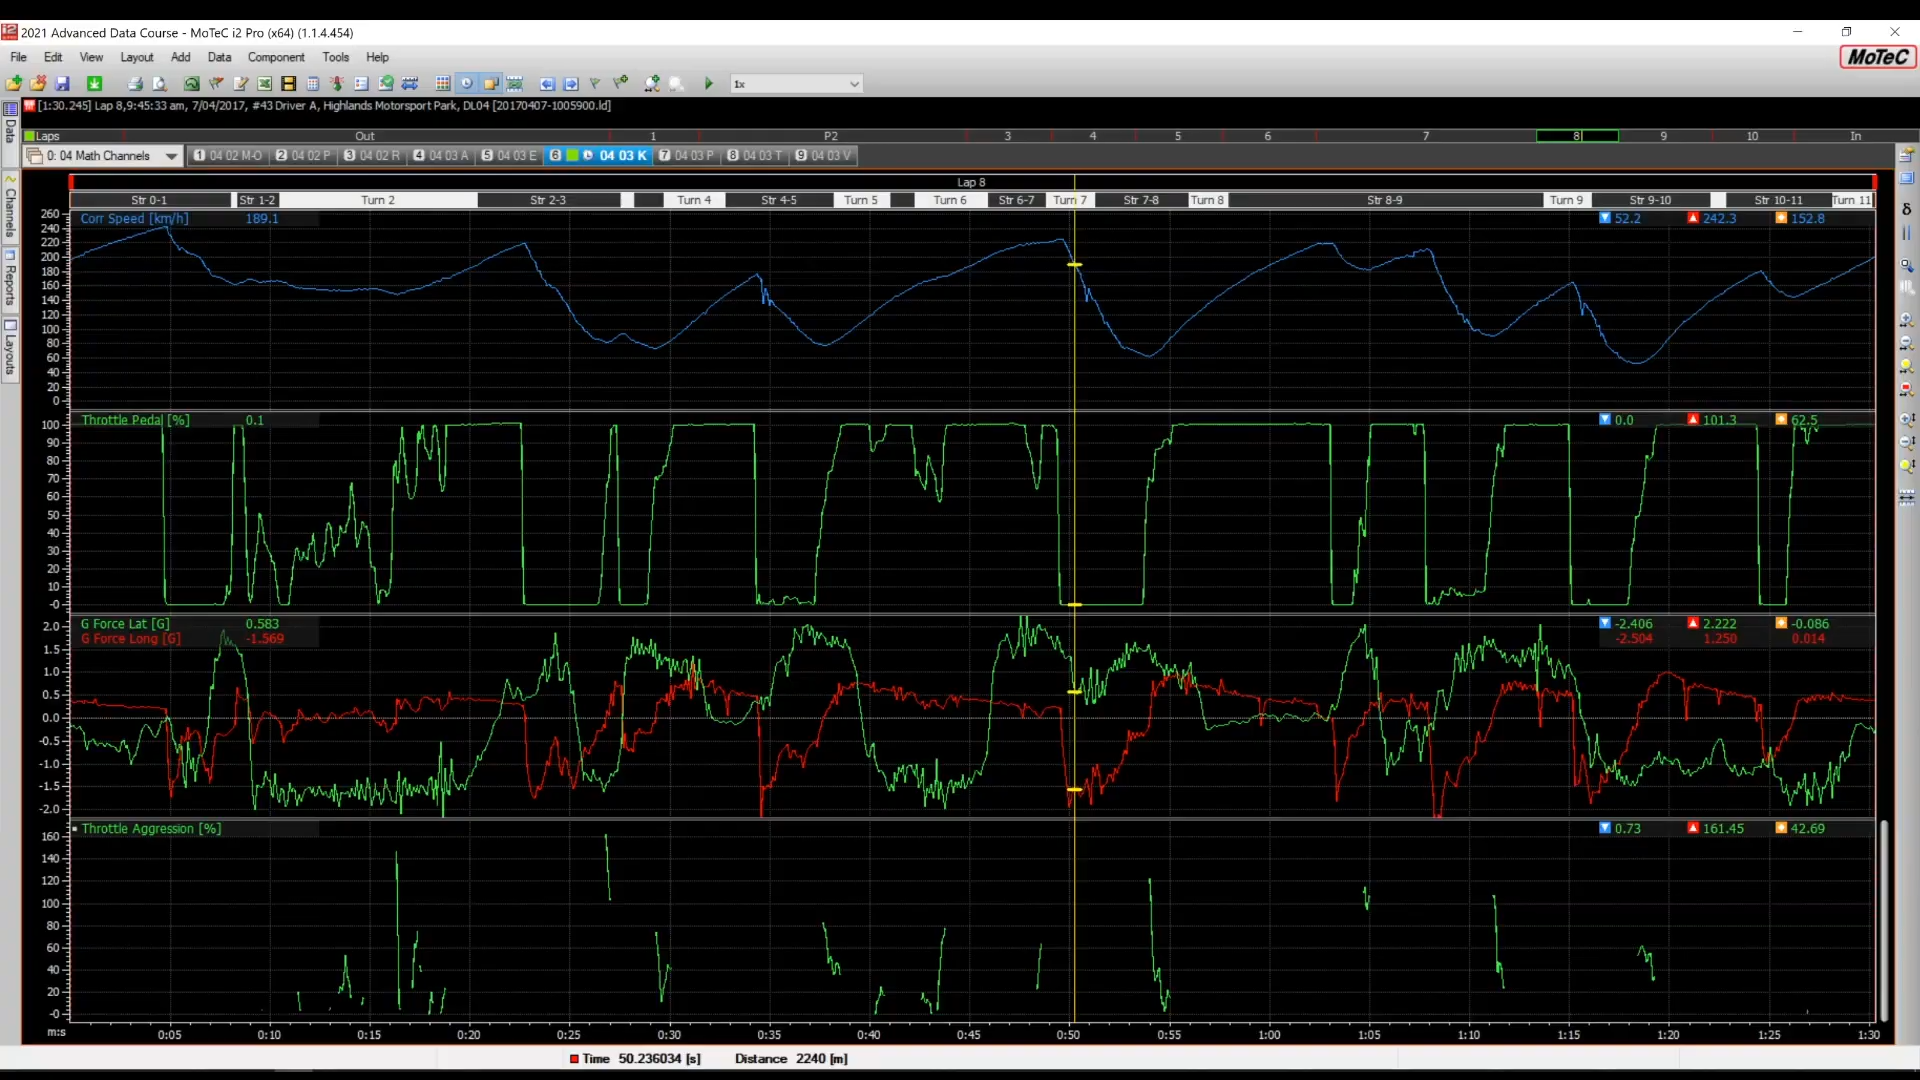 2021 Advanced Data Course - MoTeC i2 Pro (x64) (1.1.4.454)
File Edit View Layout Add Data Component Tools Help
MoTeC
1x
[1:30.245] Lap 8,9:45:33 am, 7/04/2017, #43 Driver A, Highlands Motorsport Park, DL04 [20170407-1005900.ld]
Laps Out 1 P2 3 4 5 6 7 8 9 10 In
0: 04 Math Channels 1 04 02 M-O 2 04 02 P 3 04 02 R 4 04 03 A 5 04 03 E 6 04 03 K 7 04 03 P 8 04 03 T 9 04 03 V
Data
Channels
Reports
Layouts
Lap 8
Str 0-1 Str 1-2 Turn 2 Str 2-3 Turn 4 Str 4-5 Turn 5 Turn 6 Str 6-7 Turn 7 Str 7-8 Turn 8 Str 8-9 Turn 9 Str 9-10 Str 10-11 Turn 11
Corr Speed [km/h] 189.1 52.2 242.3 152.8
260
240
220
200
180
160
140
120
100
80
60
40
20
0
Throttle Pedal [%] 0.1 0.0 101.3 62.5
100
90
80
70
60
50
40
30
20
10
-0
G Force Lat [G] 0.583 -2.406 2.222 -0.086
G Force Long [G] -1.569 -2.504 1.250 0.014
2.0
1.5
1.0
0.5
0.0
-0.5
-1.0
-1.5
-2.0
Throttle Aggression [%] 0.73 161.45 42.69
160
140
120
100
80
60
40
20
-0
m:s 0:05 0:10 0:15 0:20 0:25 0:30 0:35 0:40 0:45 0:50 0:55 1:00 1:05 1:10 1:15 1:20 1:25 1:30
Time 50.236034 [s] Distance 2240 [m]